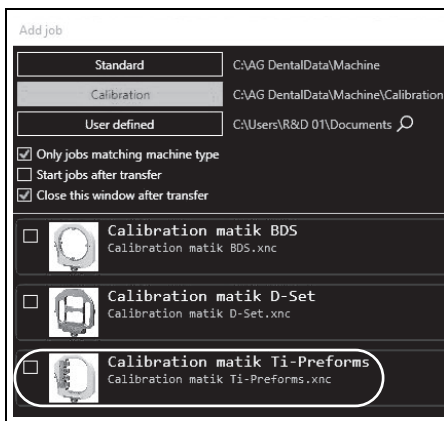 Add job
Standard C:\AG DentalData\Machine
Calibration C:\AG DentalData\Machine\Calibration
User defined C:\Users\R&D 01\Documents
Only jobs matching machine type
Start jobs after transfer
Close this window after transfer
Calibration matik BDS
Calibration matik BDS.xnc
Calibration matik D-Set
Calibration matik D-Set.xnc
Calibration matik Ti-Preforms
Calibration matik Ti-Preforms.xnc